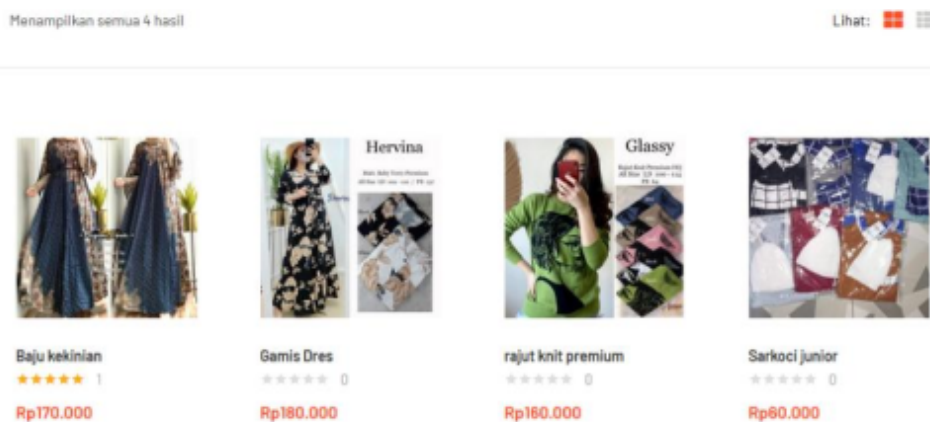 Menampilkan semua 4 hasil
Lihat:
Hervina
Glassy
Baju kekinian
1
Rp170.000
Gamis Dres
0
Rp180.000
rajut knit premium
0
Rp160.000
Sarkoci junior
0
Rp60.000